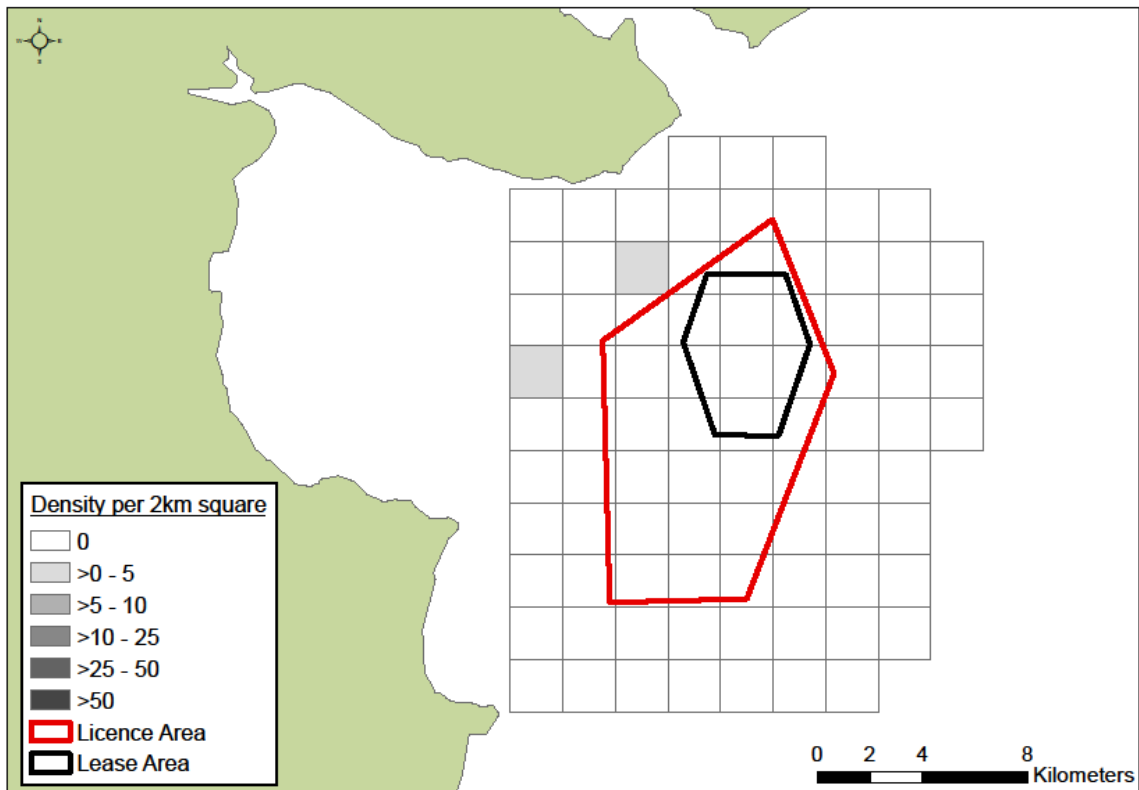 N
E
S
Density per 2km square
0
>0 - 5
>5 - 10
>10 - 25
>25 - 50
>50
Licence Area
Lease Area
0 2 4 8
Kilometers